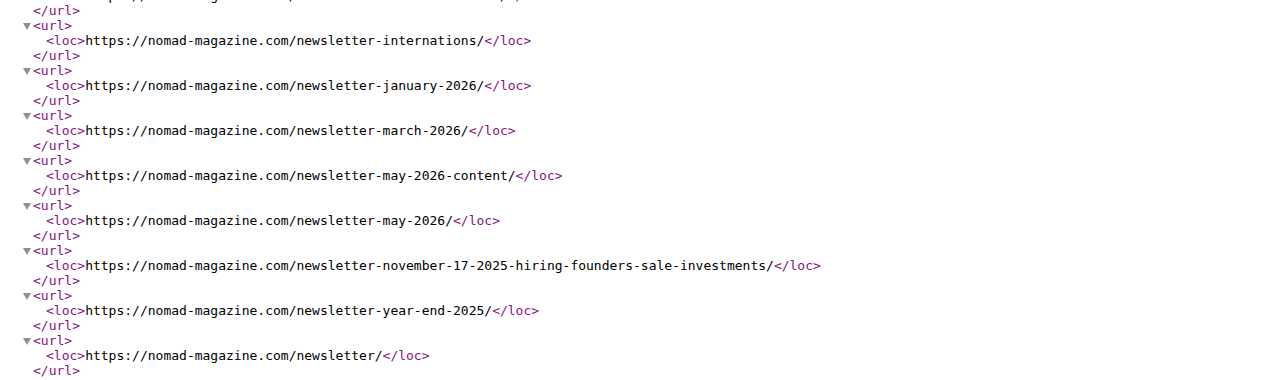 </url>
<url>
<loc>https://nomad-magazine.com/newsletter-internations/</loc>
</url>
<url>
<loc>https://nomad-magazine.com/newsletter-january-2026/</loc>
</url>
<url>
<loc>https://nomad-magazine.com/newsletter-march-2026/</loc>
</url>
<url>
<loc>https://nomad-magazine.com/newsletter-may-2026-content/</loc>
</url>
<url>
<loc>https://nomad-magazine.com/newsletter-may-2026/</loc>
</url>
<url>
<loc>https://nomad-magazine.com/newsletter-november-17-2025-hiring-founders-sale-investments/</loc>
</url>
<url>
<loc>https://nomad-magazine.com/newsletter-year-end-2025/</loc>
</url>
<url>
<loc>https://nomad-magazine.com/newsletter/</loc>
</url>